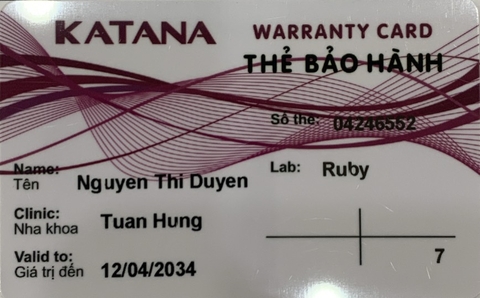 KATANA
WARRANTY CARD
THẺ BẢO HÀNH
Số thẻ: 04246552
Name:
Tên Nguyen Thi Duyen
Lab: Ruby
Clinic:
Nha khoa Tuan Hung
Valid to:
Giá trị đến 12/04/2034
7